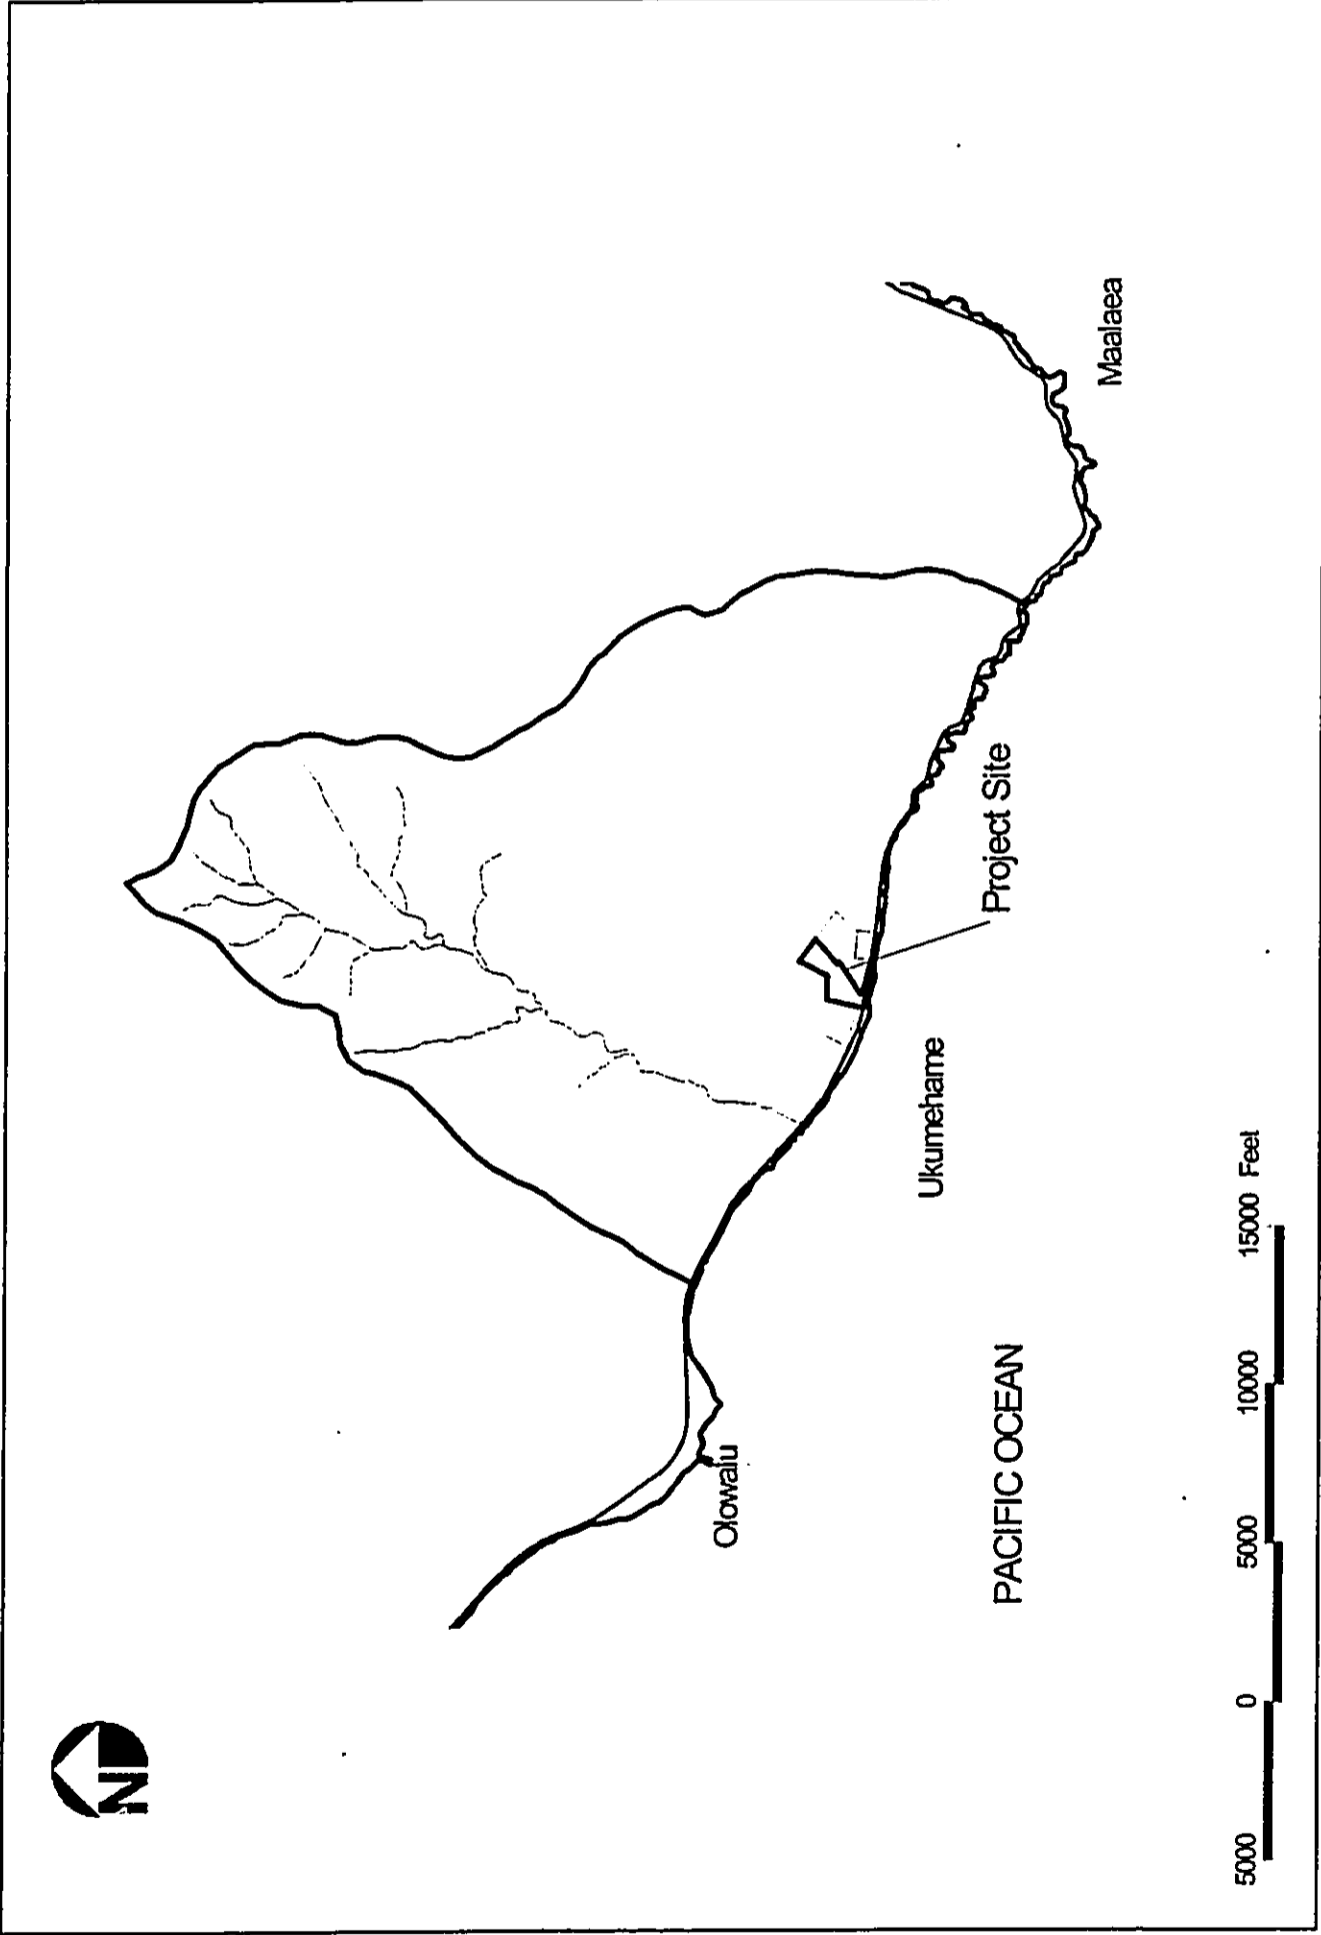 N
Maalaea
Project Site
Ukumehame
Olowalu
PACIFIC OCEAN
5000 0 5000 10000 15000 Feet